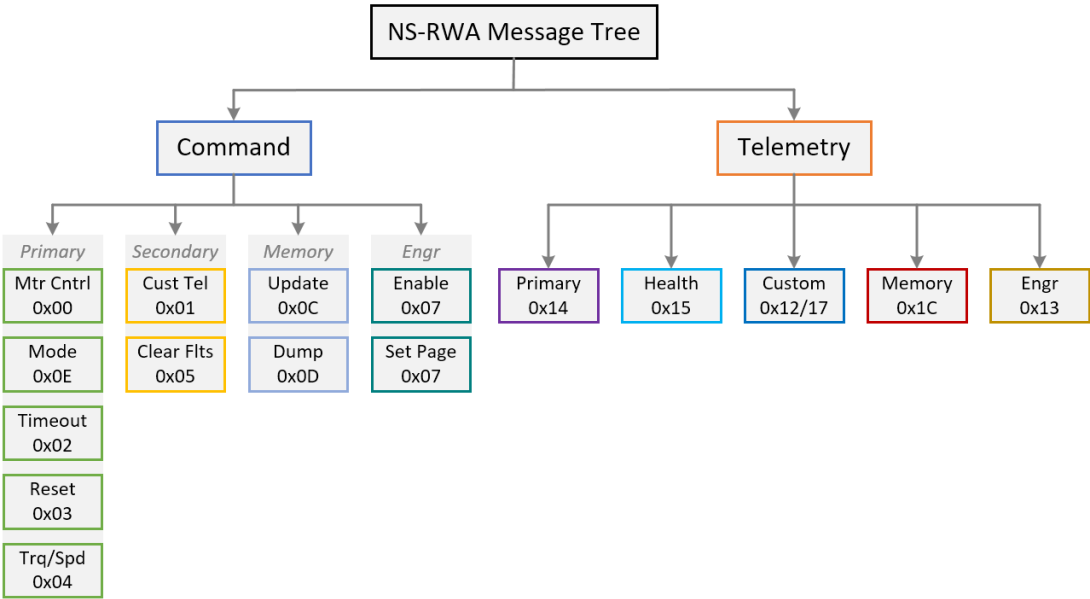 NS-RWA Message Tree
Command
Telemetry
Primary
Mtr Cntrl
0x00
Mode
0x0E
Timeout
0x02
Reset
0x03
Trq/Spd
0x04
Secondary
Cust Tel
0x01
Clear Flts
0x05
Memory
Update
0x0C
Dump
0x0D
Engr
Enable
0x07
Set Page
0x07
Primary
0x14
Health
0x15
Custom
0x12/17
Memory
0x1C
Engr
0x13